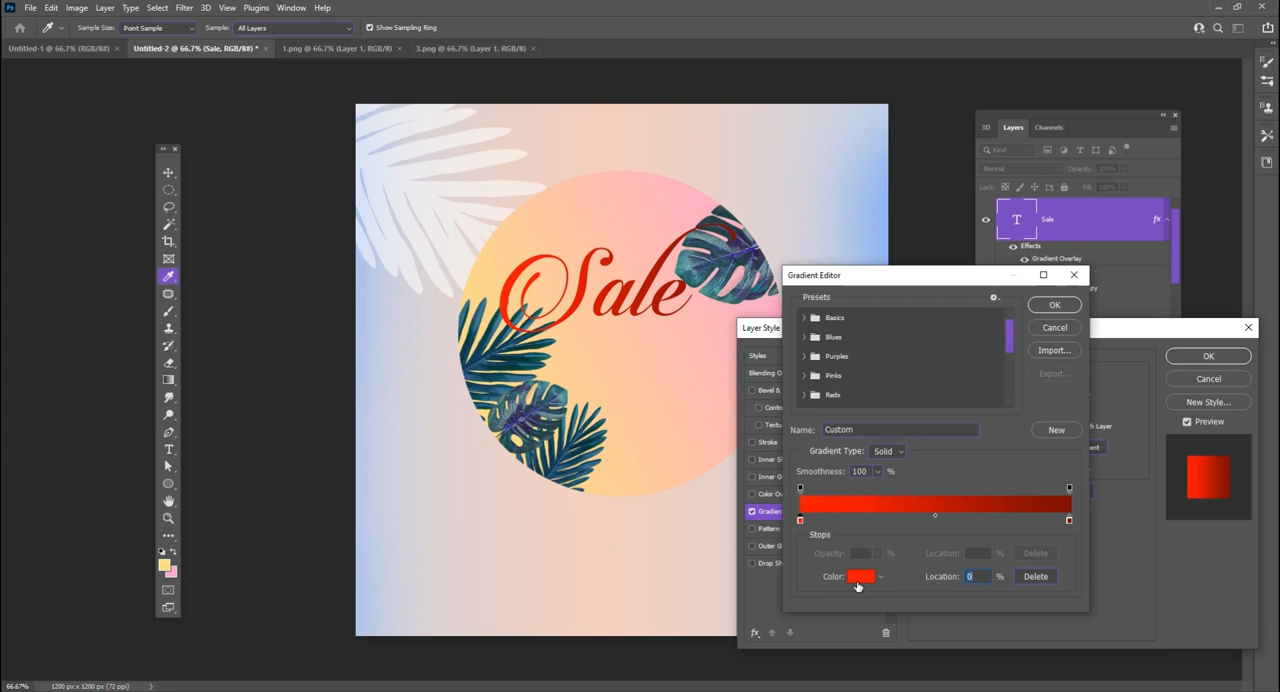 Ps File Edit Image Layer Type Select Filter 3D View Plugins Window Help
Sample Size: Point Sample Sample: All Layers Show Sampling Ring
Untitled-1 @ 66.7% (RGB/8#) × Untitled-2 @ 66.7% (Sale, RGB/8#) * × 1.png @ 66.7% (Layer 1, RGB/8) × 3.png @ 66.7% (Layer 1, RGB/8) ×
3D Layers Channels
Kind
Normal Opacity: 100%
Lock: Fill: 100%
T Sale fx
Effects
Gradient Overlay
py
Sale
Gradient Editor
Presets
Basics
Blues
Purples
Pinks
Reds
OK
Cancel
Import...
Export...
Name: Custom New
Gradient Type: Solid
Smoothness: 100 %
Stops
Opacity: % Location: % Delete
Color: Location: 0 % Delete
Layer Style
Styles
Blending O
Bevel &
Conto
Textu
Stroke
Inner S
Inner G
Color Ov
Gradien
Pattern
Outer G
Drop Sh
fx
h Layer
ent
OK
Cancel
New Style...
Preview
66.67% 1200 px x 1200 px (72 ppi)